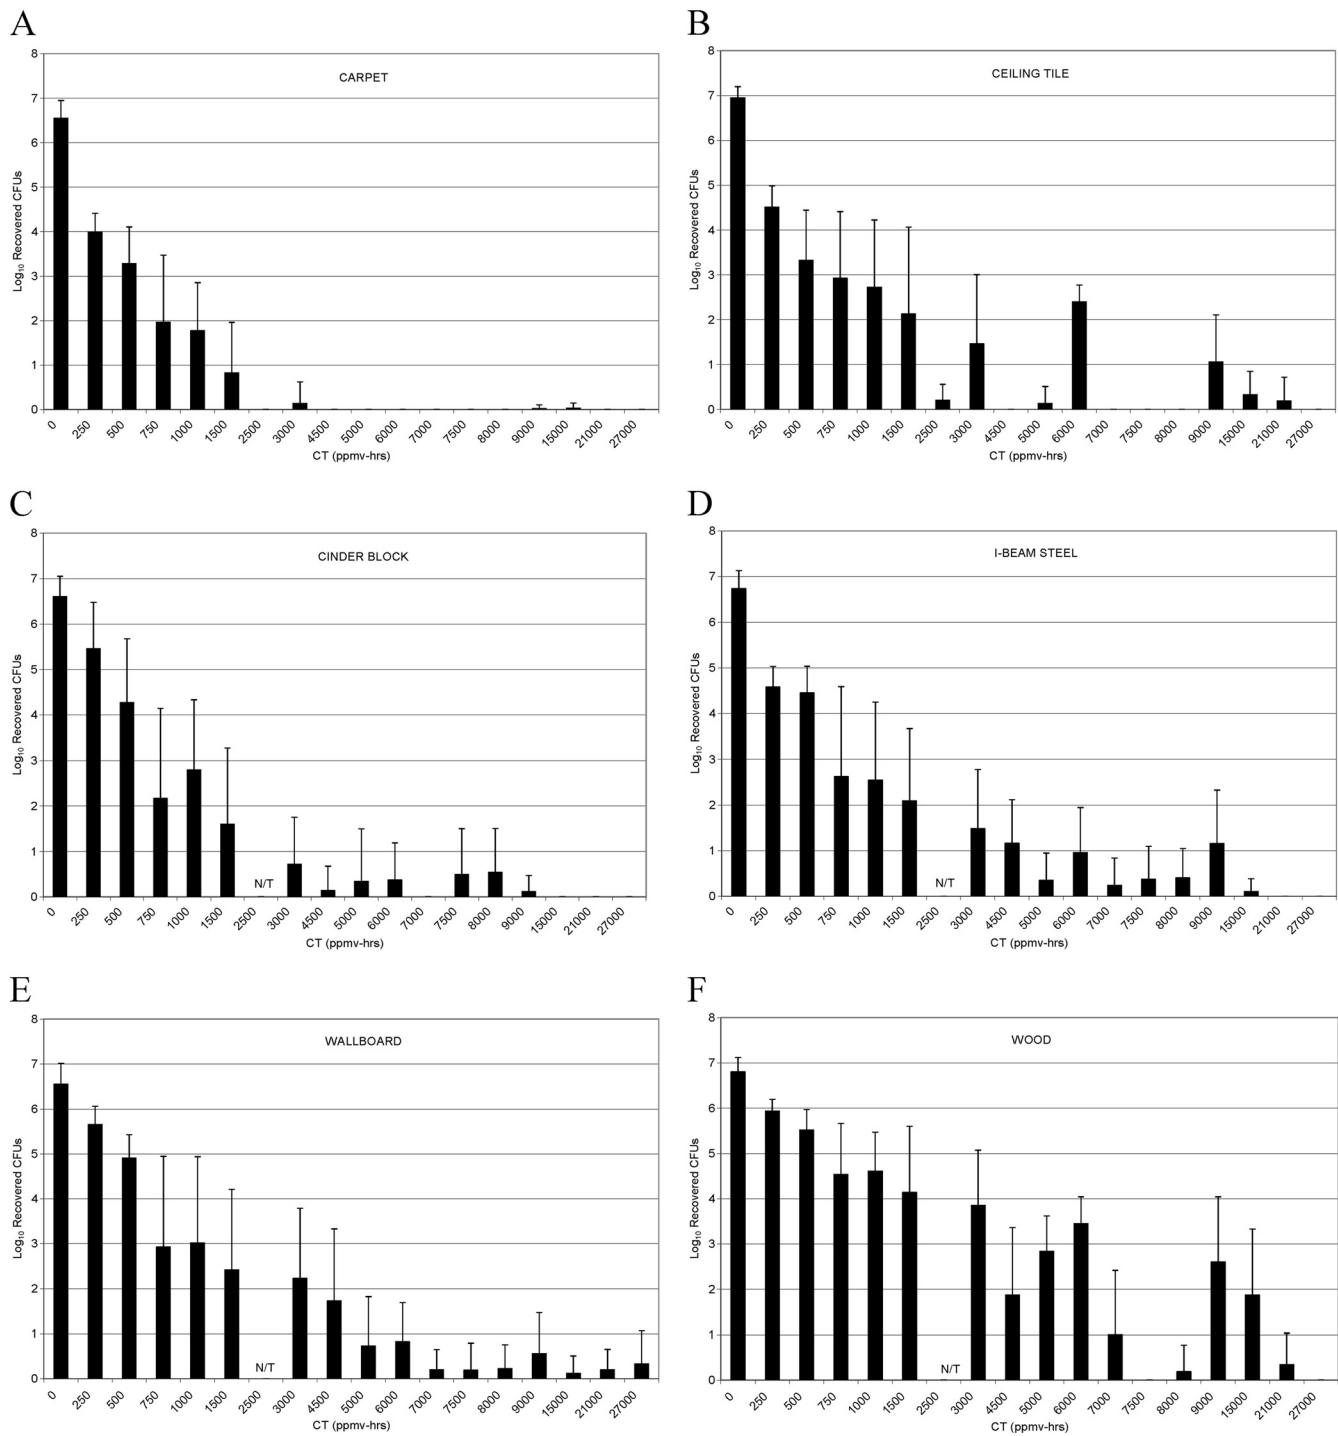 A
CARPET
Log10 Recovered CFUs
8
7
6
5
4
3
2
1
0
0 250 500 750 1000 1500 2500 3000 4500 5000 6000 7000 7500 8000 9000 15000 21000 27000
CT (ppmv-hrs)
B
CEILING TILE
Log10 Recovered CFUs
8
7
6
5
4
3
2
1
0
0 250 500 750 1000 1500 2500 3000 4500 5000 6000 7000 7500 8000 9000 15000 21000 27000
CT (ppmv-hrs)
C
CINDER BLOCK
Log10 Recovered CFUs
8
7
6
5
4
3
2
1
0
N/T
0 250 500 750 1000 1500 2500 3000 4500 5000 6000 7000 7500 8000 9000 15000 21000 27000
CT (ppmv-hrs)
D
I-BEAM STEEL
Log10 Recovered CFUs
8
7
6
5
4
3
2
1
0
N/T
0 250 500 750 1000 1500 2500 3000 4500 5000 6000 7000 7500 8000 9000 15000 21000 27000
CT (ppmv-hrs)
E
WALLBOARD
Log10 Recovered CFUs
8
7
6
5
4
3
2
1
0
N/T
0 250 500 750 1000 1500 2500 3000 4500 5000 6000 7000 7500 8000 9000 15000 21000 27000
CT (ppmv-hrs)
F
WOOD
Log10 Recovered CFUs
8
7
6
5
4
3
2
1
0
N/T
0 250 500 750 1000 1500 2500 3000 4500 5000 6000 7000 7500 8000 9000 15000 21000 27000
CT (ppmv-hrs)